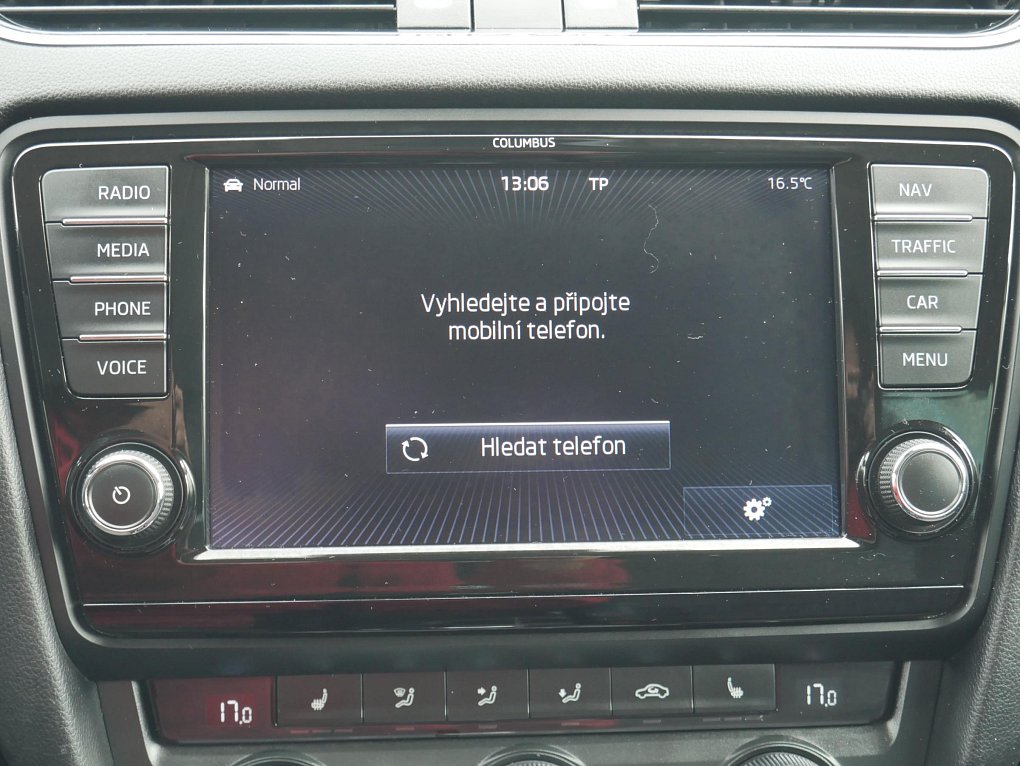 COLUMBUS
Normal 13:06 TP 16.5°C
RADIO
MEDIA
PHONE
VOICE
Vyhledejte a připojte
mobilní telefon.
Hledat telefon
NAV
TRAFFIC
CAR
MENU
17,0
17,0